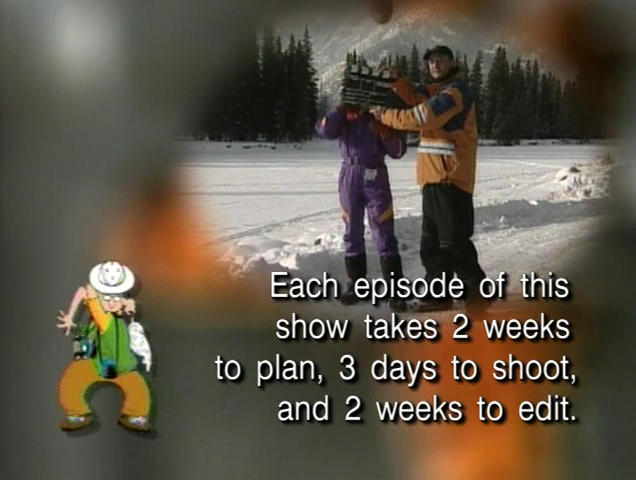 Each episode of this
show takes 2 weeks
to plan, 3 days to shoot,
and 2 weeks to edit.